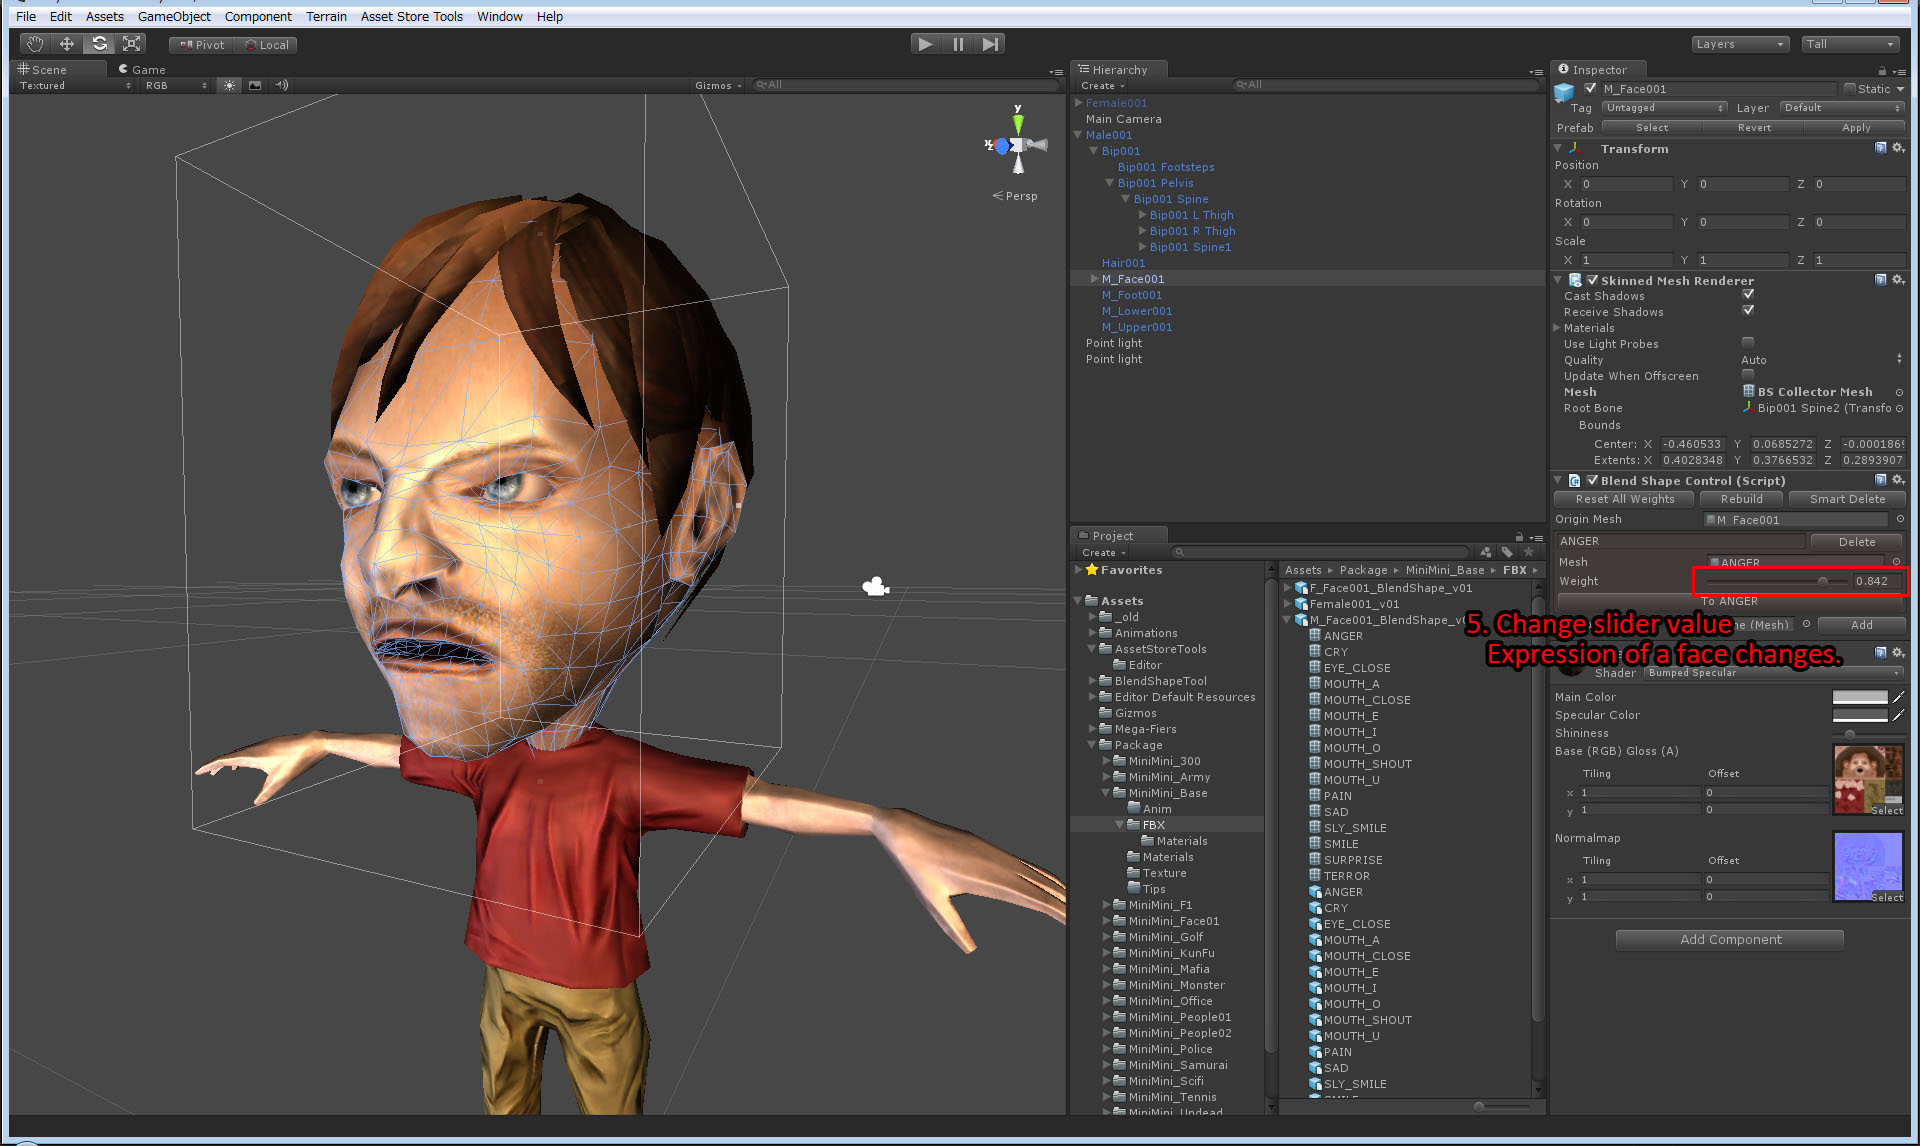 File Edit Assets GameObject Component Terrain Asset Store Tools Window Help
Pivot Local
Layers Tall
Scene Game
Textured RGB Gizmos All
y
x
z
Persp
Hierarchy
Create All
Female001
Main Camera
Male001
Bip001
Bip001 Footsteps
Bip001 Pelvis
Bip001 Spine
Bip001 L Thigh
Bip001 R Thigh
Bip001 Spine1
Hair001
M_Face001
M_Foot001
M_Lower001
M_Upper001
Point light
Point light
Project
Create
Favorites
Assets
_old
Animations
AssetStoreTools
Editor
BlendShapeTool
Editor Default Resources
Gizmos
Mega-Fiers
Package
MiniMini_300
MiniMini_Army
MiniMini_Base
Anim
FBX
Materials
Materials
Texture
Tips
MiniMini_F1
MiniMini_Face01
MiniMini_Golf
MiniMini_KunFu
MiniMini_Mafia
MiniMini_Monster
MiniMini_Office
MiniMini_People01
MiniMini_People02
MiniMini_Police
MiniMini_Samurai
MiniMini_Scifi
MiniMini_Tennis
MiniMini_Undead
Assets Package MiniMini_Base FBX
F_Face001_BlendShape_v01
Female001_v01
M_Face001_BlendShape_v0
ANGER
CRY
EYE_CLOSE
MOUTH_A
MOUTH_CLOSE
MOUTH_E
MOUTH_I
MOUTH_O
MOUTH_SHOUT
MOUTH_U
PAIN
SAD
SLY_SMILE
SMILE
SURPRISE
TERROR
ANGER
CRY
EYE_CLOSE
MOUTH_A
MOUTH_CLOSE
MOUTH_E
MOUTH_I
MOUTH_O
MOUTH_SHOUT
MOUTH_U
PAIN
SAD
SLY_SMILE
SMILE
Inspector
M_Face001 Static
Tag Untagged Layer Default
Prefab Select Revert Apply
Transform
Position
X 0 Y 0 Z 0
Rotation
X 0 Y 0 Z 0
Scale
X 1 Y 1 Z 1
Skinned Mesh Renderer
Cast Shadows
Receive Shadows
Materials
Use Light Probes
Quality Auto
Update When Offscreen
Mesh BS Collector Mesh
Root Bone Bip001 Spine2 (Transfo
Bounds
Center: X -0.460533 Y 0.0685272 Z -0.000186
Extents: X 0.4028348 Y 0.3766532 Z 0.2893907
Blend Shape Control (Script)
Reset All Weights Rebuild Smart Delete
Origin Mesh M_Face001
ANGER Delete
Mesh ANGER
Weight 0.842
To ANGER
(Mesh) Add
5. Change slider value
Expression of a face changes.
Shader Bumped Specular
Main Color
Specular Color
Shininess
Base (RGB) Gloss (A)
Tiling Offset
x 1 0
y 1 0
Select
Normalmap
Tiling Offset
x 1 0
y 1 0
Select
Add Component